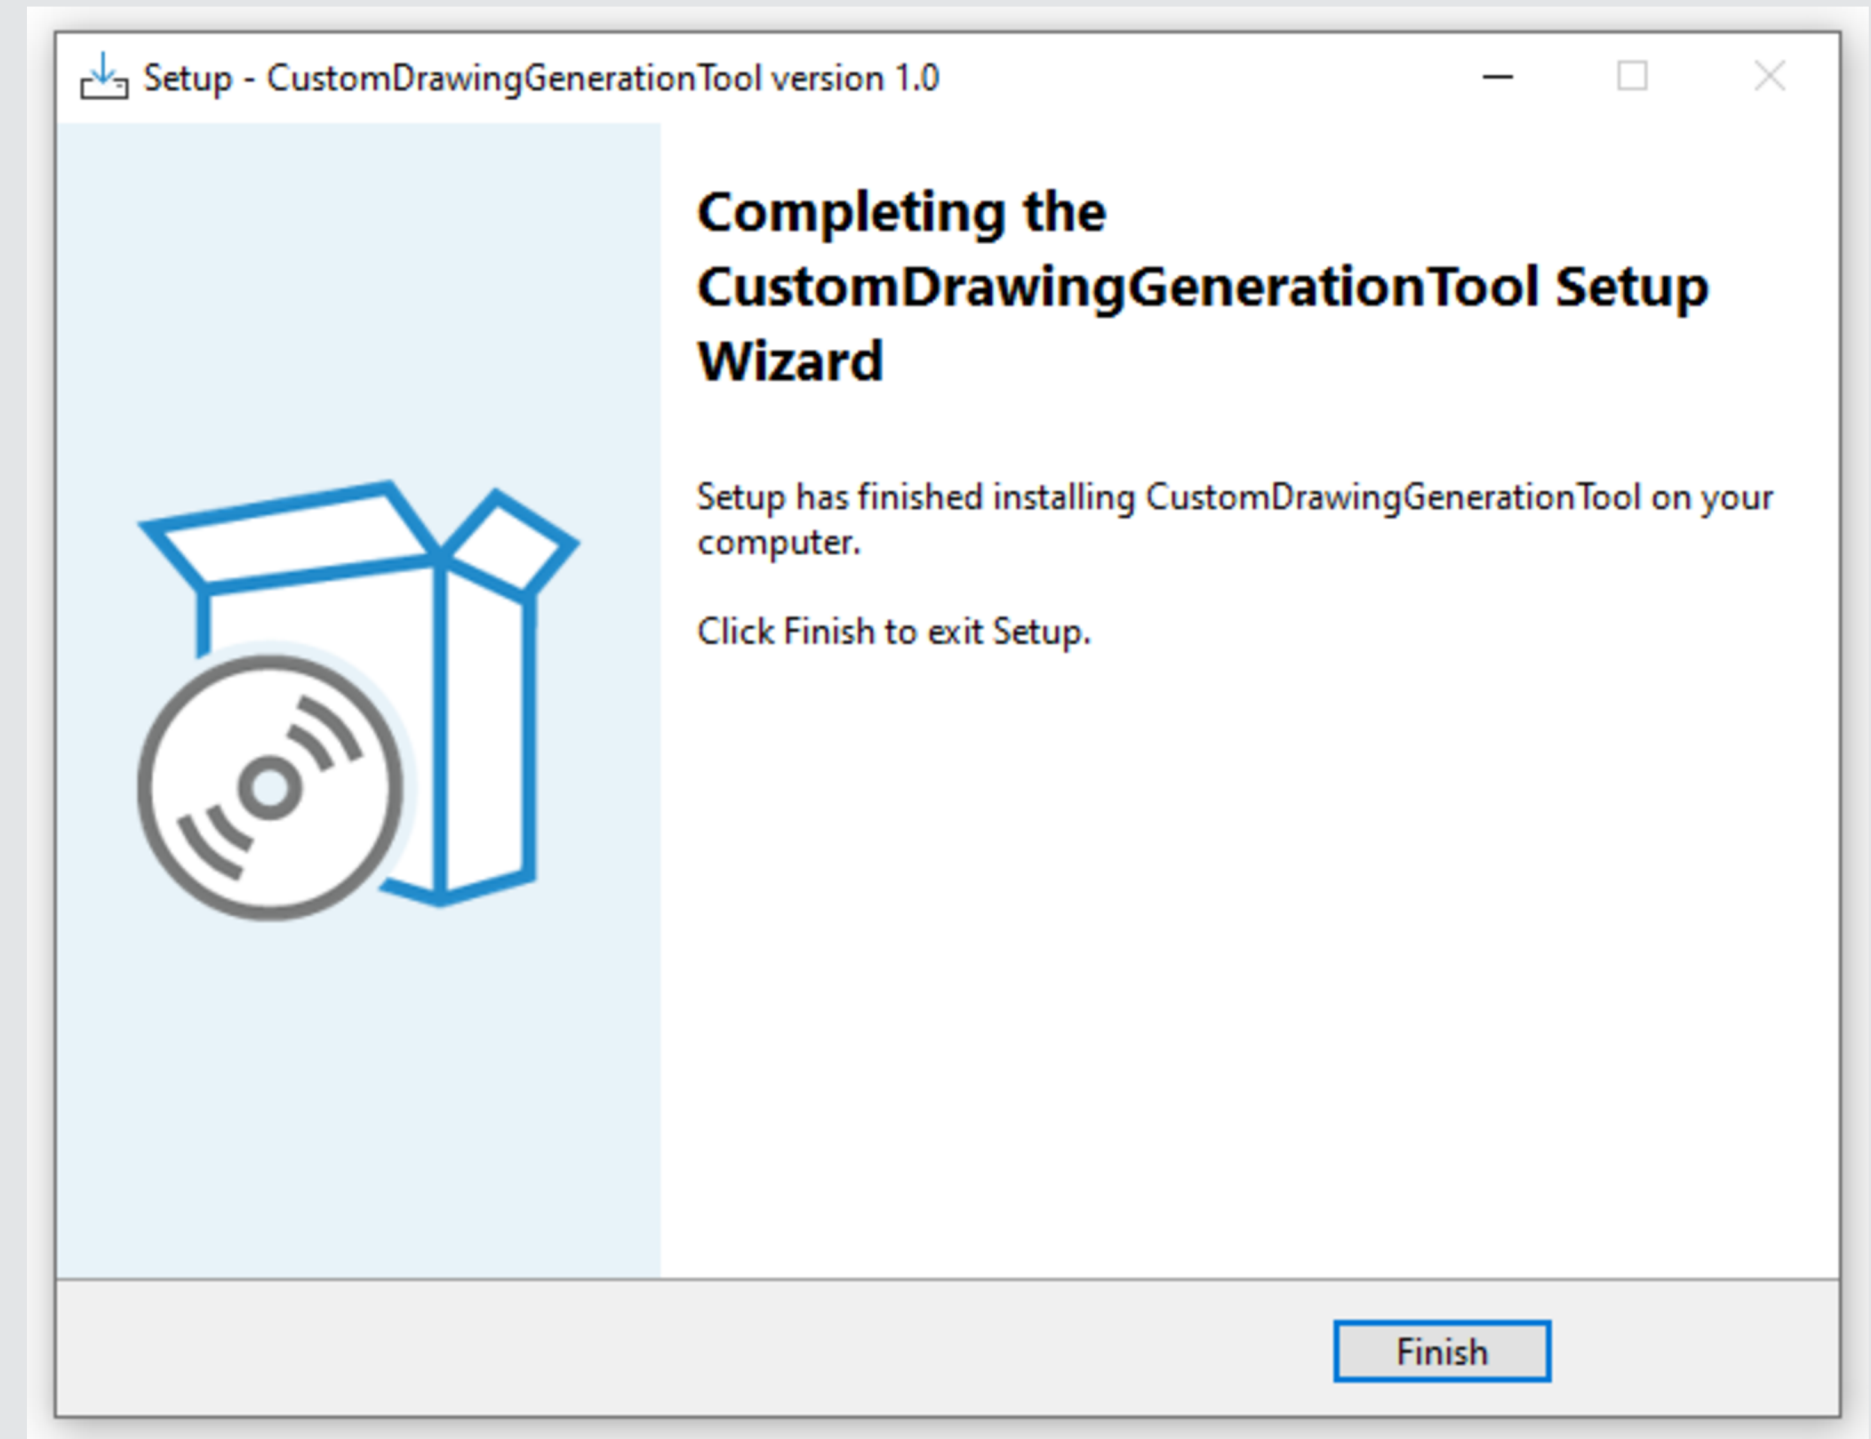 Setup - CustomDrawingGenerationTool version 1.0
Completing the
CustomDrawingGenerationTool Setup
Wizard
Setup has finished installing CustomDrawingGenerationTool on your
computer.
Click Finish to exit Setup.
Finish